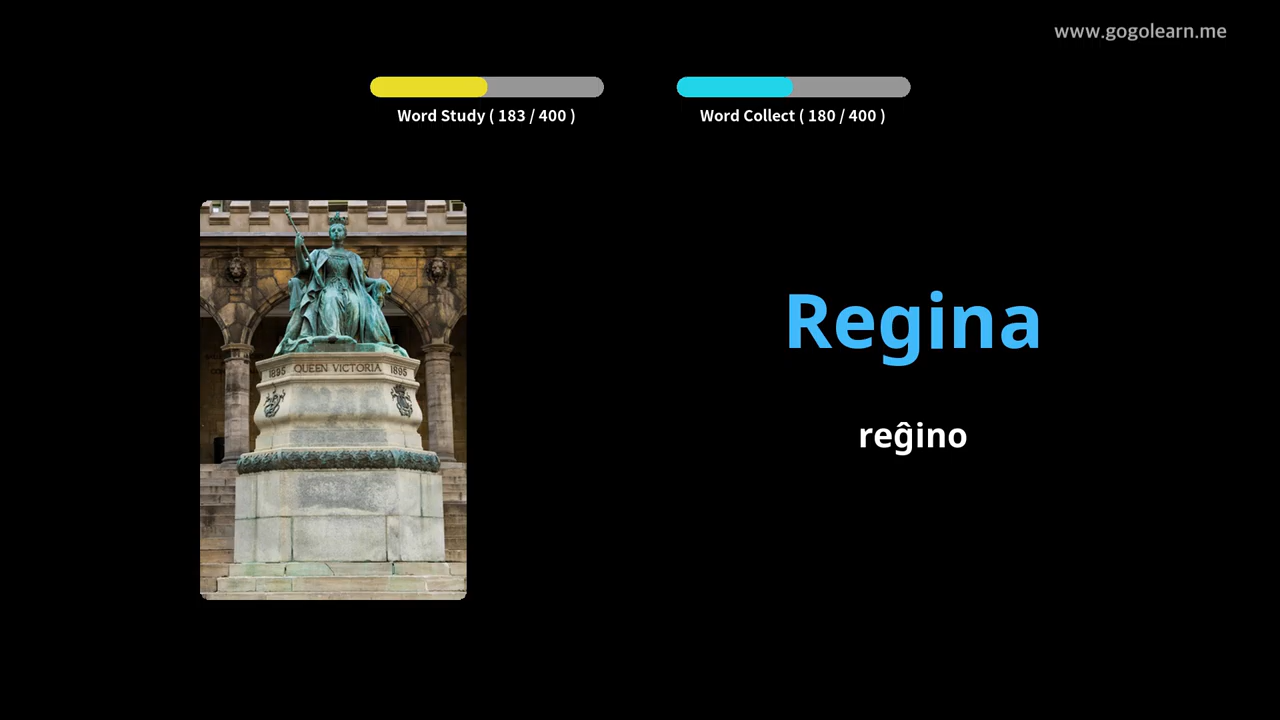 www.gogolearn.me
Word Study ( 183 / 400 )
Word Collect ( 180 / 400 )
1895 QUEEN VICTORIA 1895
Regina
reĝino